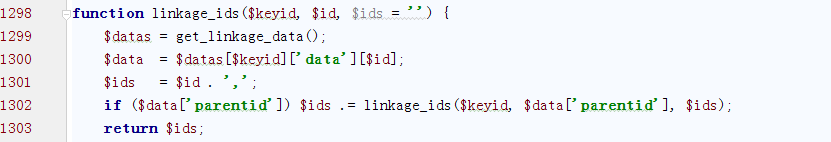 1298 function linkage_ids($keyid, $id, $ids = '') {
1299 $datas = get_linkage_data();
1300 $data = $datas[$keyid]['data'][$id];
1301 $ids = $id . ',';
1302 if ($data['parentid']) $ids .= linkage_ids($keyid, $data['parentid'], $ids);
1303 return $ids;